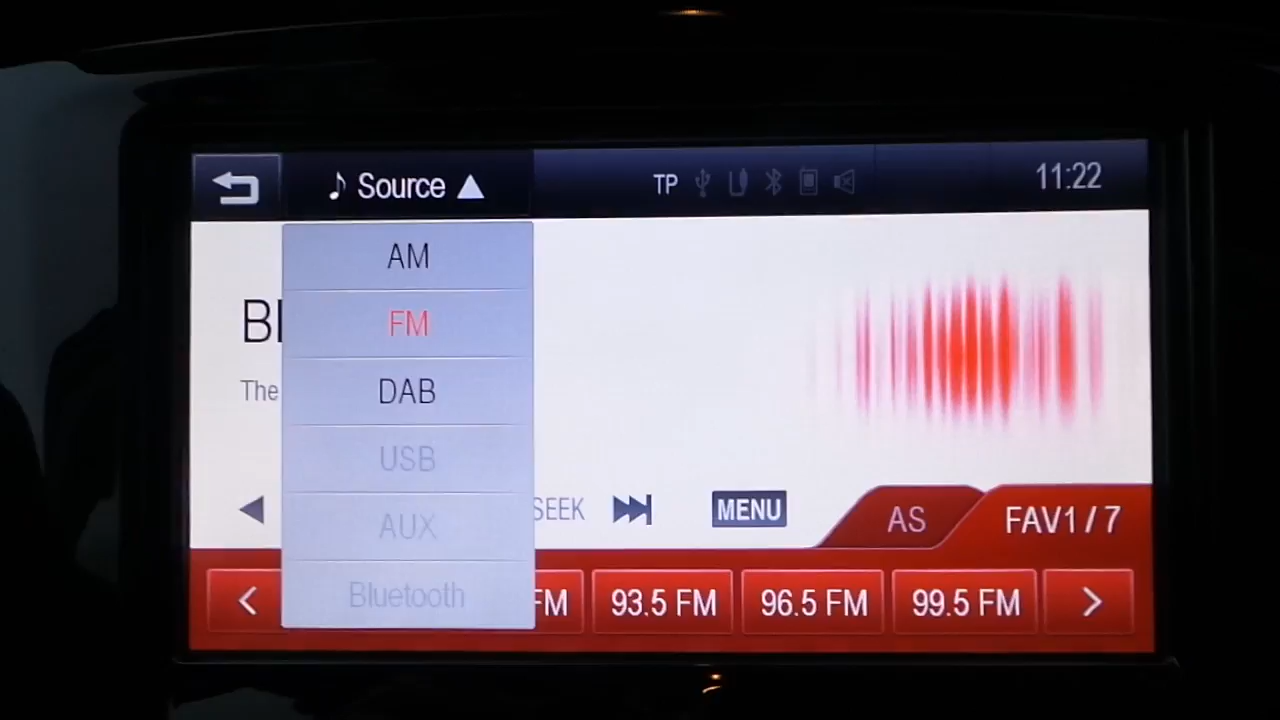 ♪ Source ▲
TP
11:22
AM
FM
DAB
USB
AUX
Bluetooth
The
SEEK
MENU
AS
FAV1 / 7
FM
93.5 FM
96.5 FM
99.5 FM